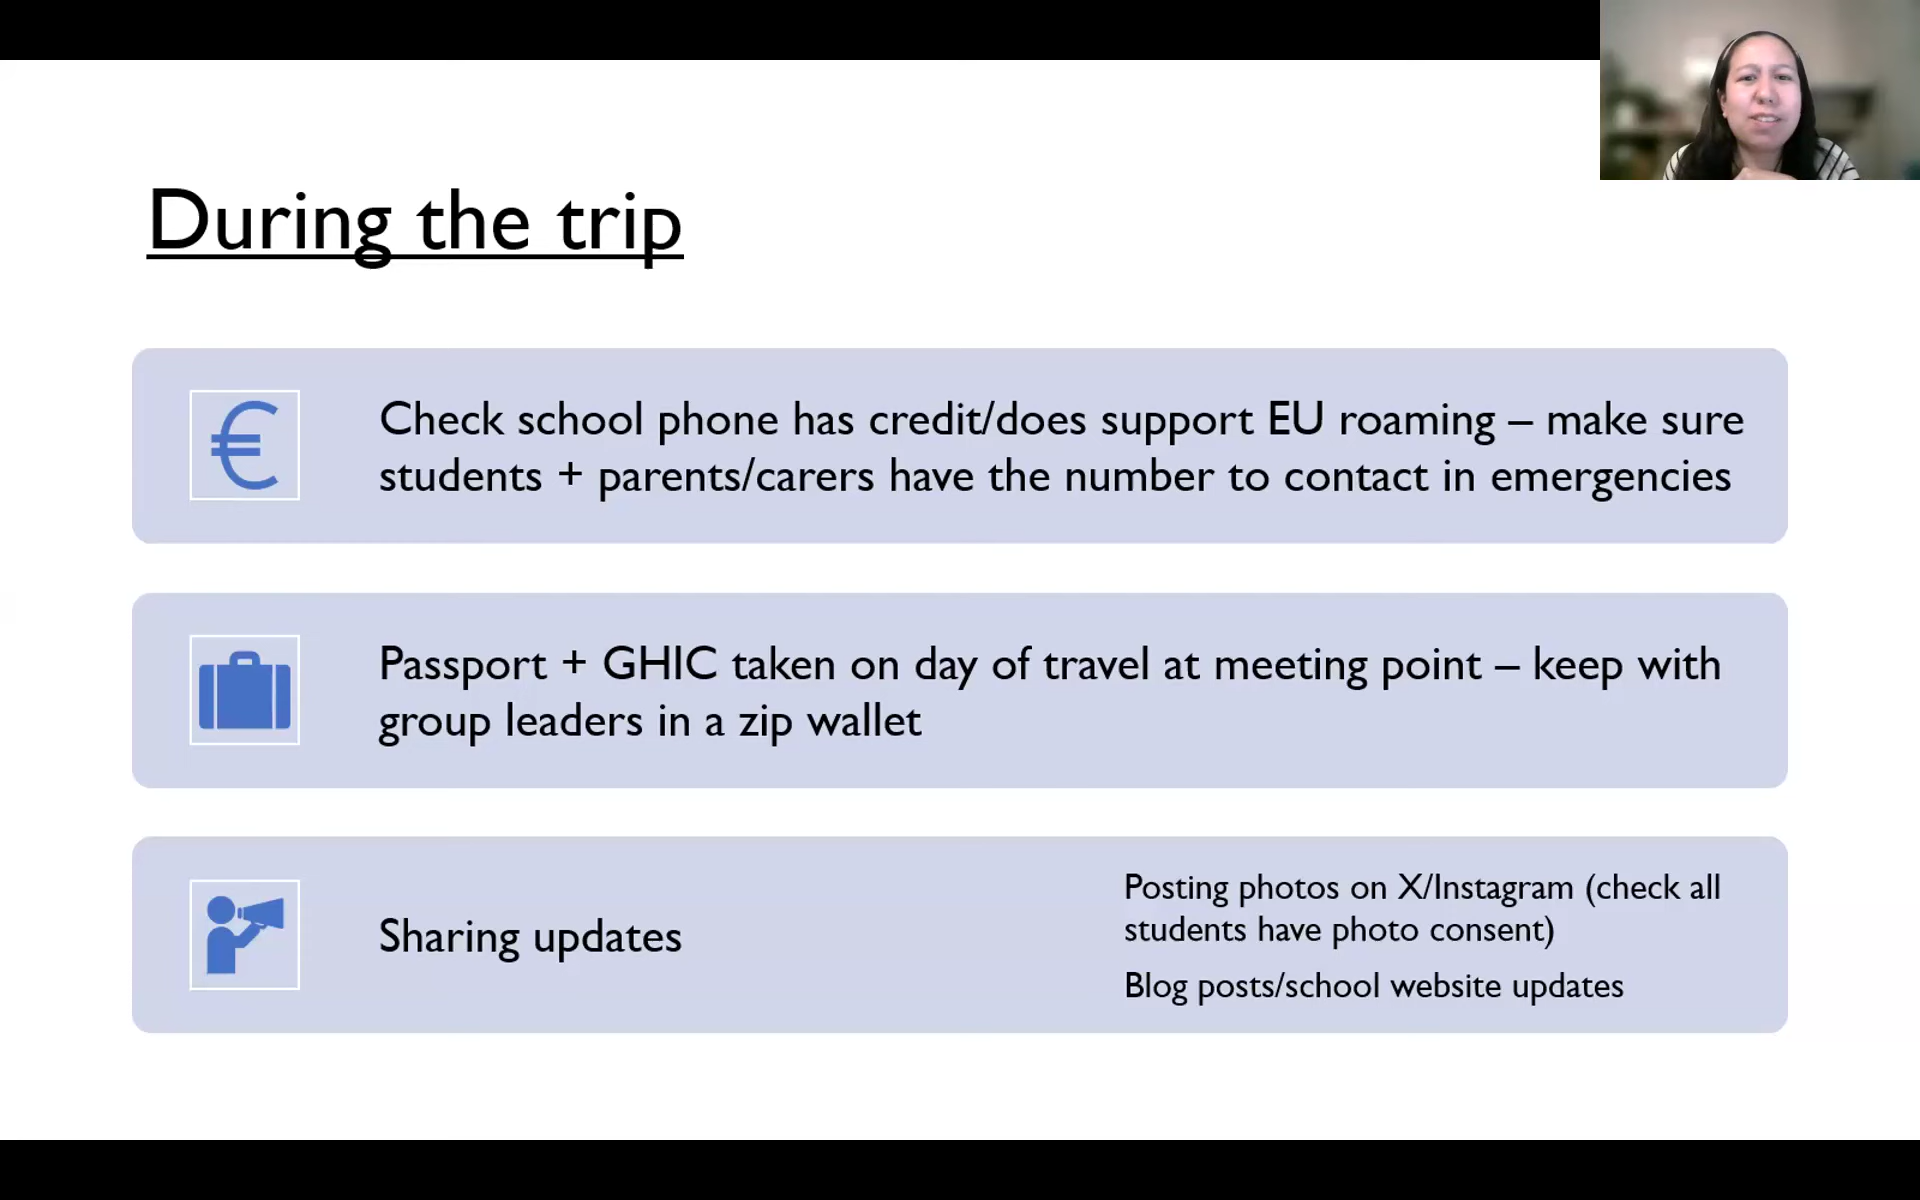 During the trip
Check school phone has credit/does support EU roaming – make sure
students + parents/carers have the number to contact in emergencies
Passport + GHIC taken on day of travel at meeting point – keep with
group leaders in a zip wallet
Sharing updates
Posting photos on X/Instagram (check all
students have photo consent)
Blog posts/school website updates